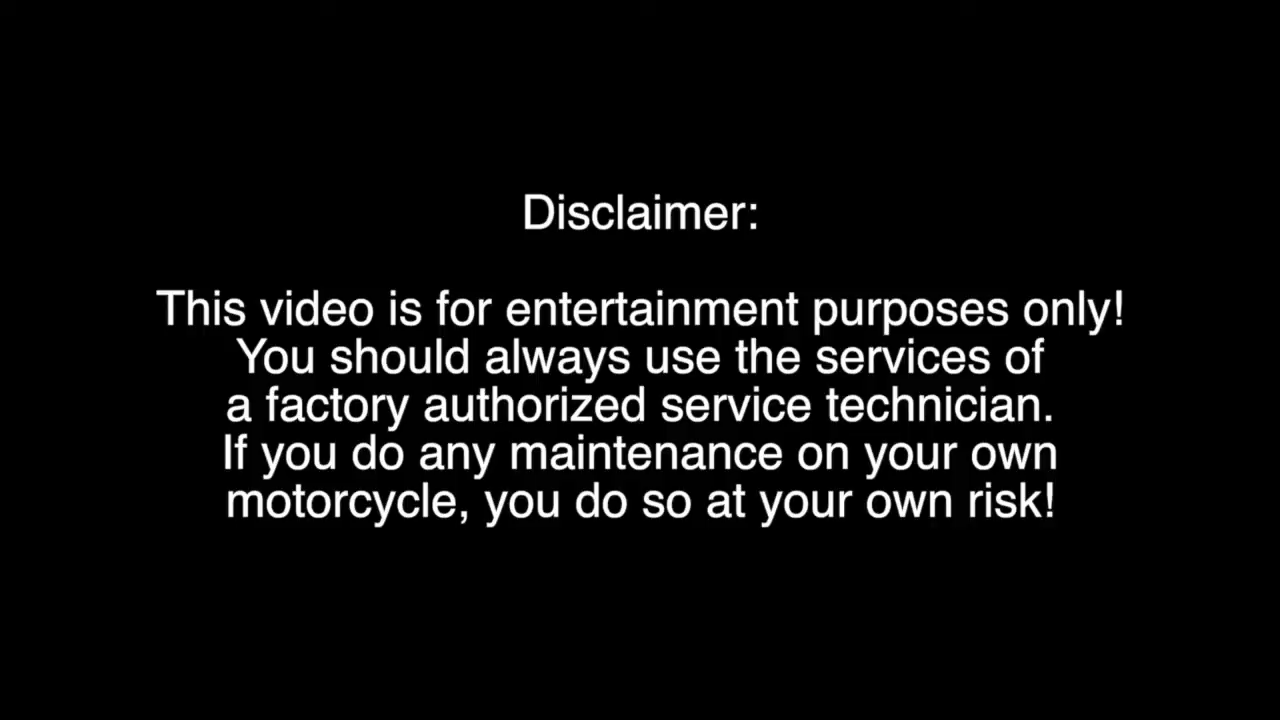 Disclaimer:
This video is for entertainment purposes only!
You should always use the services of
a factory authorized service technician.
If you do any maintenance on your own
motorcycle, you do so at your own risk!